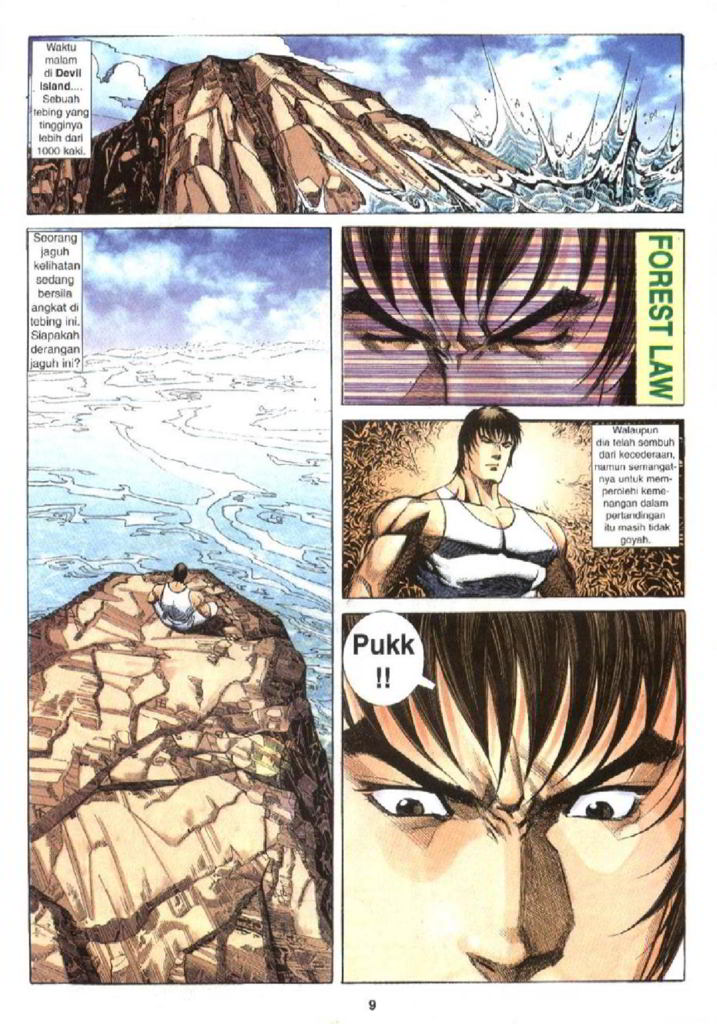 Waktu
malam
di Devil
Island....
Sebuah
tebing yang
tingginya
lebih dari
1000 kaki.
Seorang
jaguh
kelihatan
sedang
bersila
angkat di
tebing ini.
Siapakah
derangan
jaguh ini?
FOREST LAW
Walaupun
dia telah sembuh
dari kecederaan,
namun semangat-
nya untuk mem-
perolehi keme-
nangan dalam
pertandingan
itu masih tidak
goyah.
Pukk
!!
9